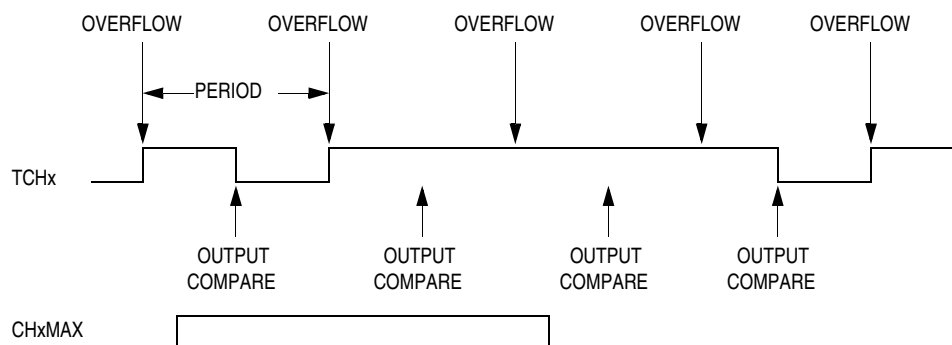 OVERFLOW OVERFLOW OVERFLOW OVERFLOW OVERFLOW
PERIOD
TCHx
OUTPUT COMPARE
OUTPUT COMPARE
OUTPUT COMPARE
OUTPUT COMPARE
CHxMAX